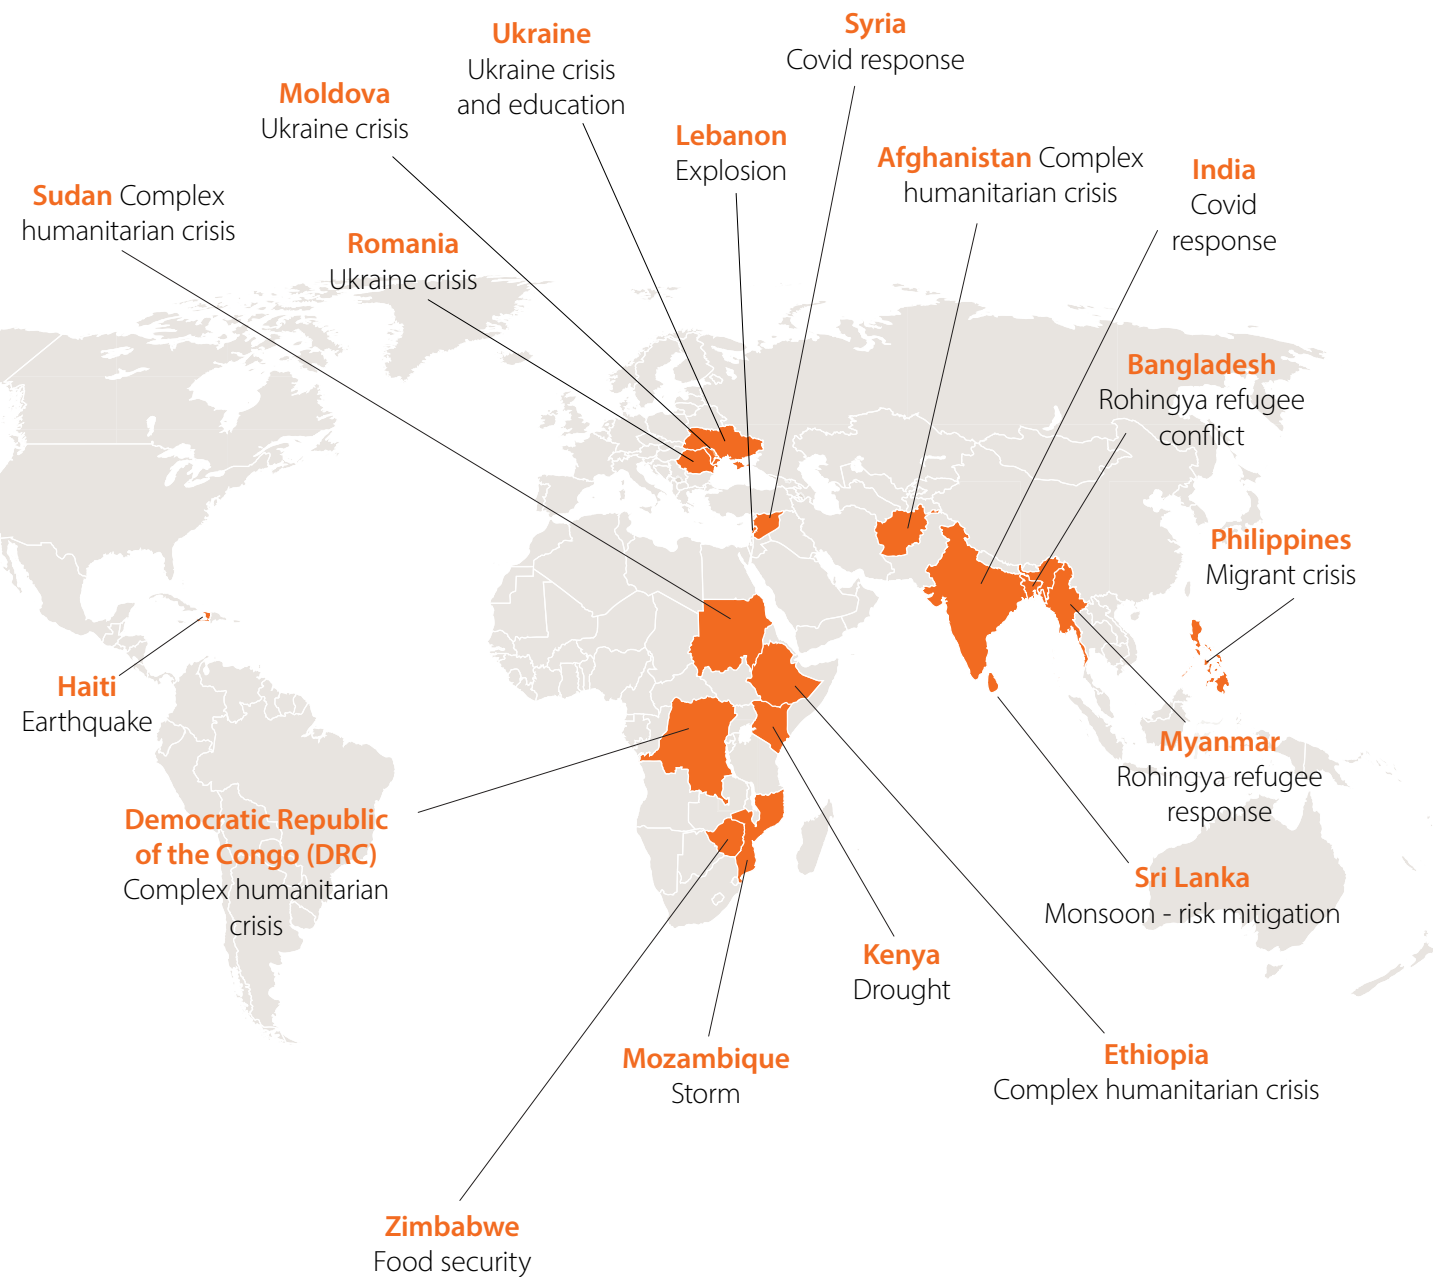 Ukraine
Ukraine crisis
and education
Syria
Covid response
Moldova
Ukraine crisis
Lebanon
Explosion
Afghanistan Complex
humanitarian crisis
India
Covid
response
Sudan Complex
humanitarian crisis
Romania
Ukraine crisis
Bangladesh
Rohingya refugee
conflict
Philippines
Migrant crisis
Haiti
Earthquake
Myanmar
Rohingya refugee
response
Democratic Republic
of the Congo (DRC)
Complex humanitarian
crisis
Sri Lanka
Monsoon - risk mitigation
Kenya
Drought
Mozambique
Storm
Ethiopia
Complex humanitarian crisis
Zimbabwe
Food security